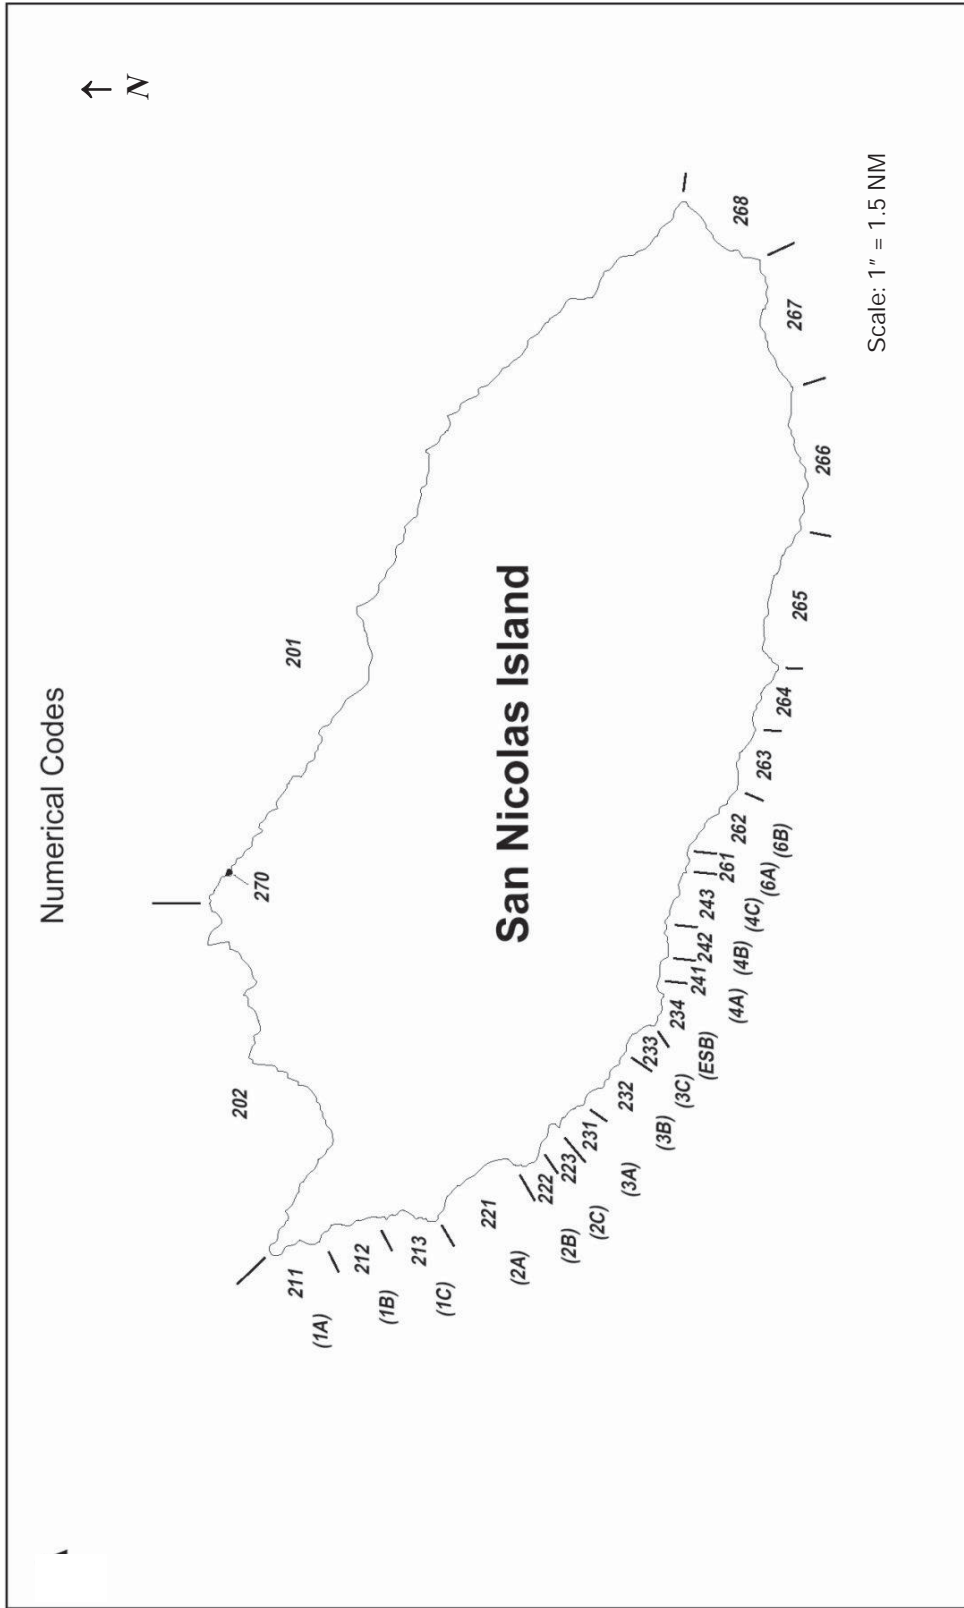 Numerical Codes
↑
N
201
270
202
San Nicolas Island
211
(1A)
212
(1B)
213
(1C)
221
(2A)
222
(2B)
223
(2C)
231
(3A)
232
(3B)
233
(3C)
234
(ESB)
241
(4A)
242
(4B)
243
(4C)
261
(6A)
262
(6B)
263
264
265
266
267
268
Scale: 1″ = 1.5 NM